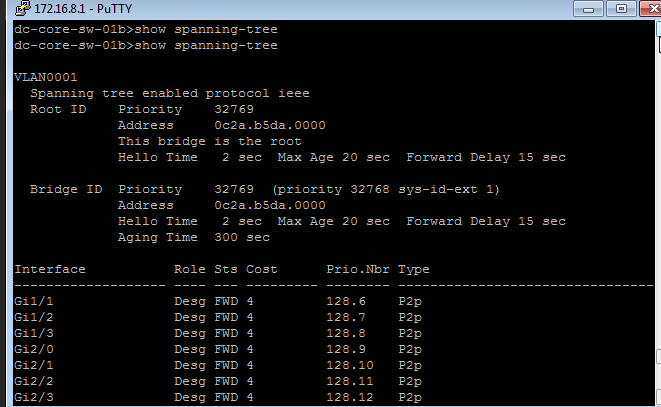 172.16.8.1 - PuTTY
dc-core-sw-01b>show spanning-tree
dc-core-sw-01b>show spanning-tree
VLAN0001
Spanning tree enabled protocol ieee
Root ID Priority 32769
Address 0c2a.b5da.0000
This bridge is the root
Hello Time 2 sec Max Age 20 sec Forward Delay 15 sec
Bridge ID Priority 32769 (priority 32768 sys-id-ext 1)
Address 0c2a.b5da.0000
Hello Time 2 sec Max Age 20 sec Forward Delay 15 sec
Aging Time 300 sec
Interface Role Sts Cost Prio.Nbr Type
------------------- ---- --- --------- -------- --------------------------------
Gi1/1 Desg FWD 4 128.6 P2p
Gi1/2 Desg FWD 4 128.7 P2p
Gi1/3 Desg FWD 4 128.8 P2p
Gi2/0 Desg FWD 4 128.9 P2p
Gi2/1 Desg FWD 4 128.10 P2p
Gi2/2 Desg FWD 4 128.11 P2p
Gi2/3 Desg FWD 4 128.12 P2p